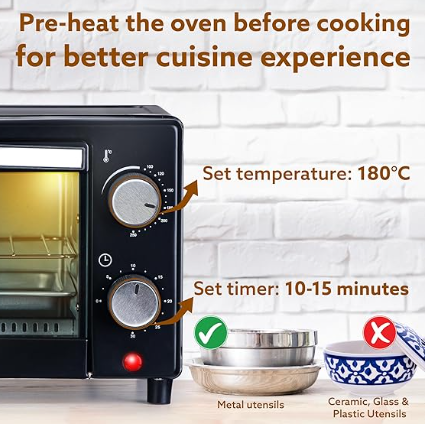 Pre-heat the oven before cooking
for better cuisine experience
Set temperature: 180°C
Set timer: 10-15 minutes
Metal utensils
Ceramic, Glass &
Plastic Utensils